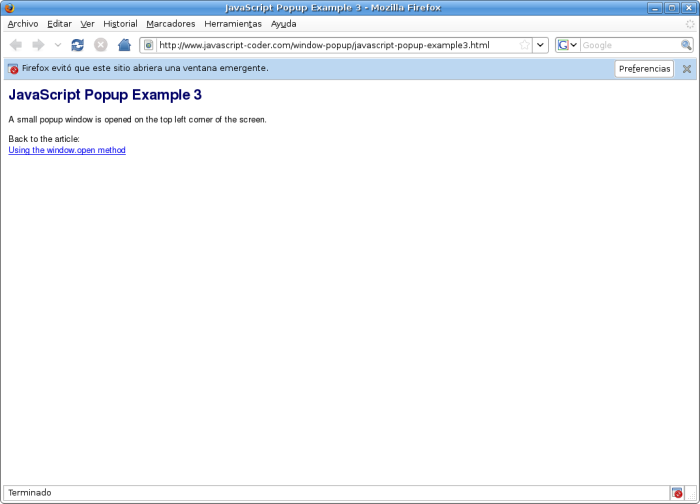 JavaScript Popup Example 3 - Mozilla Firefox
Archivo Editar Ver Historial Marcadores Herramientas Ayuda
http://www.javascript-coder.com/window-popup/javascript-popup-example3.html
G Google
Firefox evitó que este sitio abriera una ventana emergente. Preferencias
JavaScript Popup Example 3
A small popup window is opened on the top left corner of the screen.
Back to the article:
Using the window.open method
Terminado